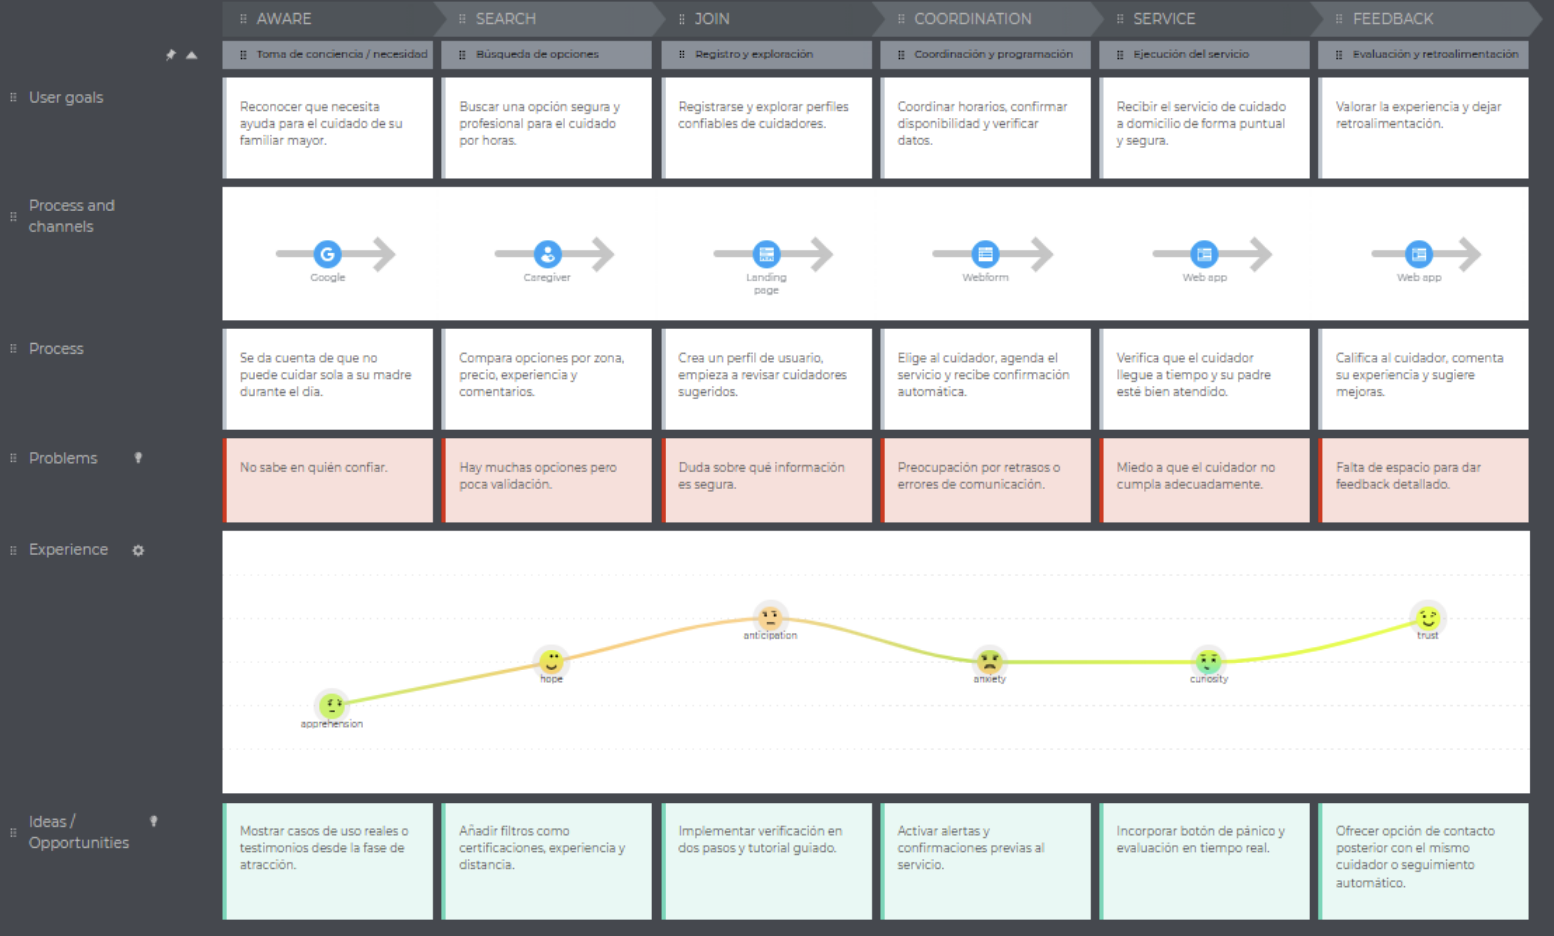 AWARE
SEARCH
JOIN
COORDINATION
SERVICE
FEEDBACK
Toma de conciencia / necesidad
Búsqueda de opciones
Registro y exploración
Coordinación y programación
Ejecución del servicio
Evaluación y retroalimentación
User goals
Reconocer que necesita
ayuda para el cuidado de su
familiar mayor.
Buscar una opción segura y
profesional para el cuidado
por horas.
Registrarse y explorar perfiles
confiables de cuidadores.
Coordinar horarios, confirmar
disponibilidad y verificar
datos.
Recibir el servicio de cuidado
a domicilio de forma puntual
y segura.
Valorar la experiencia y dejar
retroalimentación.
Process and
channels
Google
Caregiver
Landing
page
Webform
Web app
Web app
Process
Se da cuenta de que no
puede cuidar sola a su madre
durante el día.
Compara opciones por zona,
precio, experiencia y
comentarios.
Crea un perfil de usuario,
empieza a revisar cuidadores
sugeridos.
Elige al cuidador, agenda el
servicio y recibe confirmación
automática.
Verifica que el cuidador
llegue a tiempo y su padre
esté bien atendido.
Califica al cuidador, comenta
su experiencia y sugiere
mejoras.
Problems
No sabe en quién confiar.
Hay muchas opciones pero
poca validación.
Duda sobre qué información
es segura.
Preocupación por retrasos o
errores de comunicación.
Miedo a que el cuidador no
cumpla adecuadamente.
Falta de espacio para dar
feedback detallado.
Experience
apprehension
hope
anticipation
anxiety
curiosity
trust
Ideas /
Opportunities
Mostrar casos de uso reales o
testimonios desde la fase de
atracción.
Añadir filtros como
certificaciones, experiencia y
distancia.
Implementar verificación en
dos pasos y tutorial guiado.
Activar alertas y
confirmaciones previas al
servicio.
Incorporar botón de pánico y
evaluación en tiempo real.
Ofrecer opción de contacto
posterior con el mismo
cuidador o seguimiento
automático.